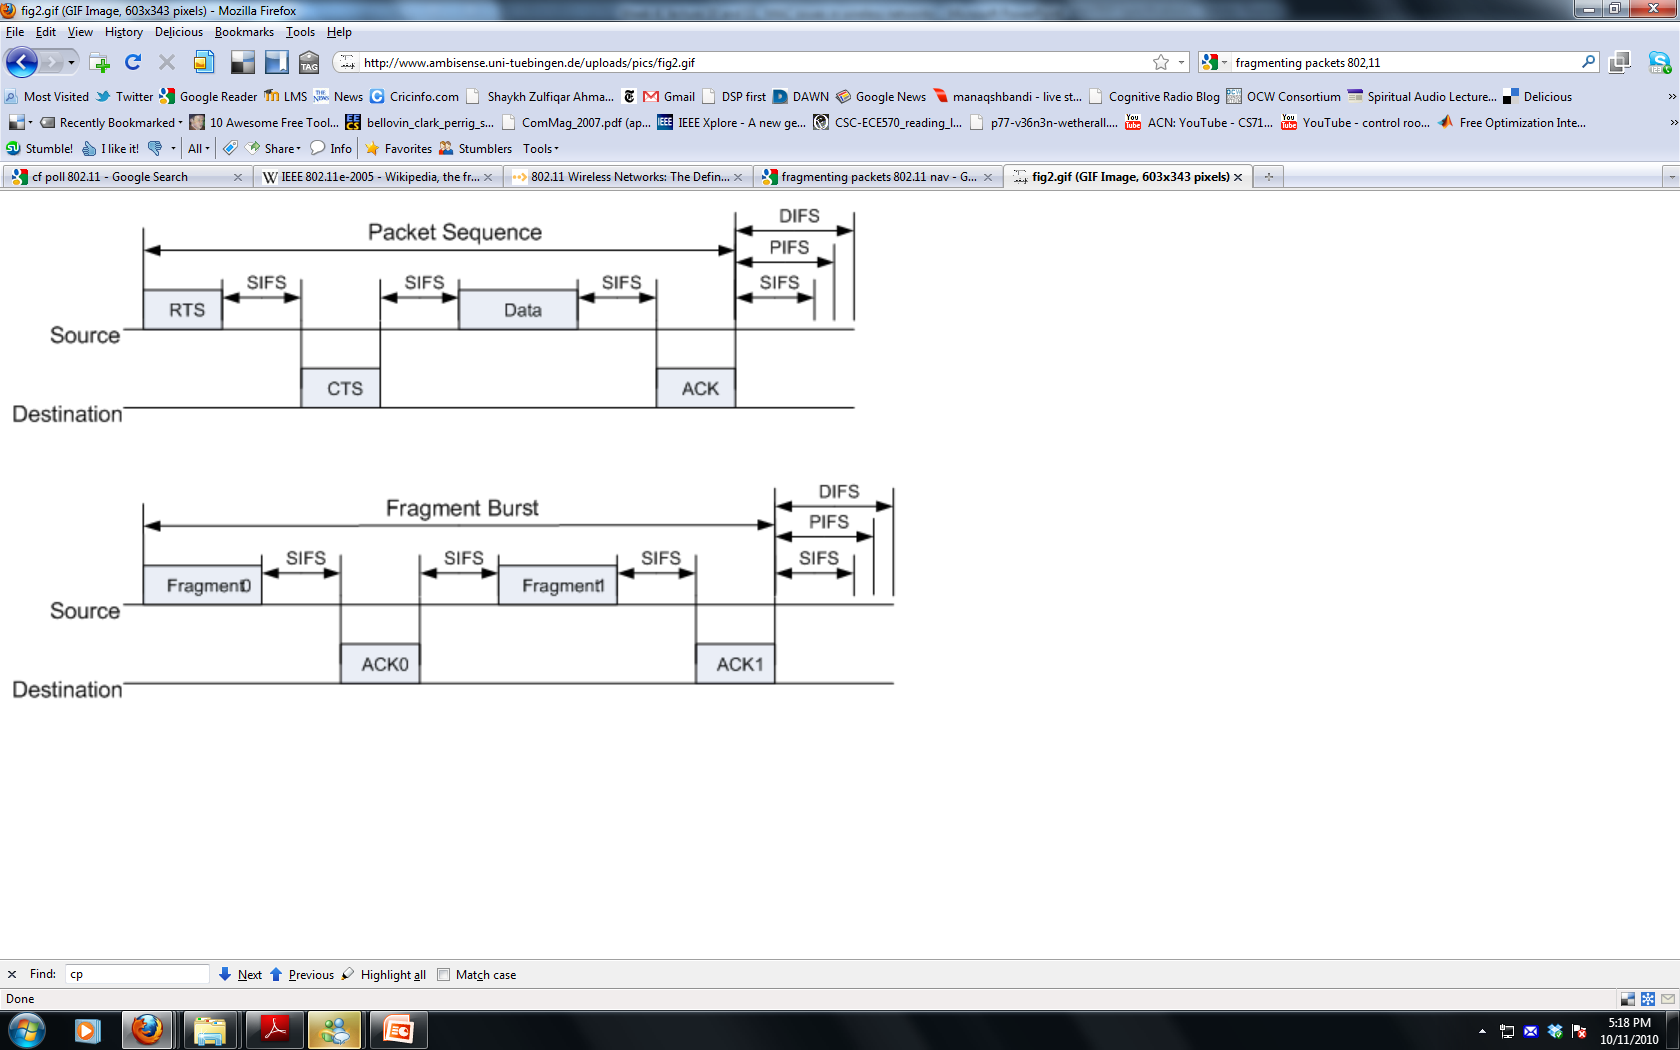 fig2.gif (GIF Image, 603x343 pixels) - Mozilla Firefox
File Edit View History Delicious Bookmarks Tools Help
TAG http://www.ambisense.uni-tuebingen.de/uploads/pics/fig2.gif fragmenting packets 802,11
Most Visited Twitter Google Reader LMS News Cricinfo.com Shaykh Zulfiqar Ahma... Gmail DSP first DAWN Google News manaqshbandi - live st... Cognitive Radio Blog OCW Consortium Spiritual Audio Lecture... Delicious »
Recently Bookmarked 10 Awesome Free Tool... bellovin_clark_perrig_s... ComMag_2007.pdf (ap... IEEE Xplore - A new ge... CSC-ECE570_reading_l... p77-v36n3n-wetherall.... ACN: YouTube - CS71... YouTube - control roo... Free Optimization Inte... »
Stumble! I like it! All Share Info Favorites Stumblers Tools
cf poll 802.11 - Google Search IEEE 802.11e-2005 - Wikipedia, the fr... 802.11 Wireless Networks: The Defin... fragmenting packets 802.11 nav - G... fig2.gif (GIF Image, 603x343 pixels)
DIFS
Packet Sequence
PIFS
SIFS SIFS SIFS SIFS
RTS Data
Source
CTS ACK
Destination
DIFS
Fragment Burst
PIFS
SIFS SIFS SIFS SIFS
Fragment0 Fragment1
Source
ACK0 ACK1
Destination
Find: cp Next Previous Highlight all Match case
Done
5:18 PM
10/11/2010